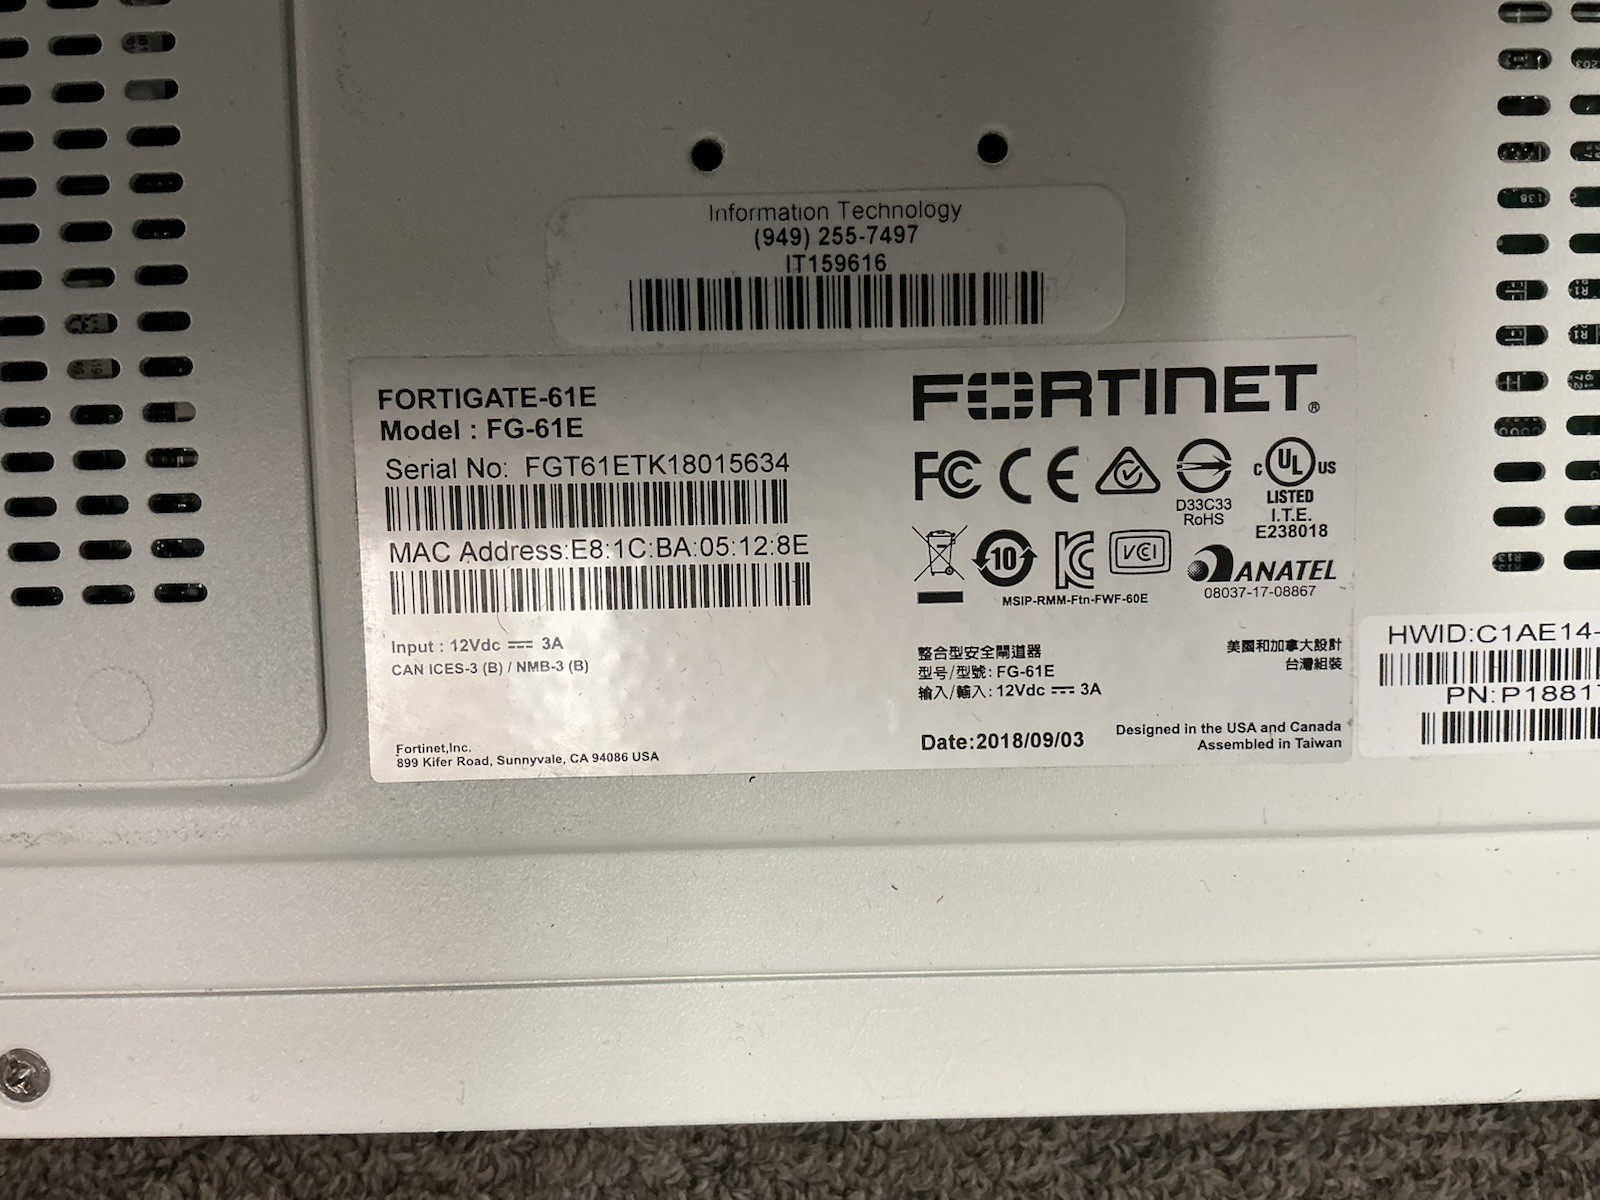 Information Technology
(949) 255-7497
IT159616
FORTIGATE-61E
Model : FG-61E
Serial No: FGT61ETK18015634
MAC Address:E8:1C:BA:05:12:8E
Input : 12Vdc 3A
CAN ICES-3 (B) / NMB-3 (B)
Fortinet,Inc.
899 Kifer Road, Sunnyvale, CA 94086 USA
FORTINET®
FC CE
D33C33
RoHS
C UL US
LISTED
I.T.E.
E238018
10
VCI
MSIP-RMM-Ftn-FWF-60E
ANATEL
08037-17-08867
整合型安全閘道器
型号/型號: FG-61E
输入/輸入: 12Vdc 3A
美國和加拿大設計
台灣組裝
Date:2018/09/03
Designed in the USA and Canada
Assembled in Taiwan
HWID:C1AE14-
PN:P1881